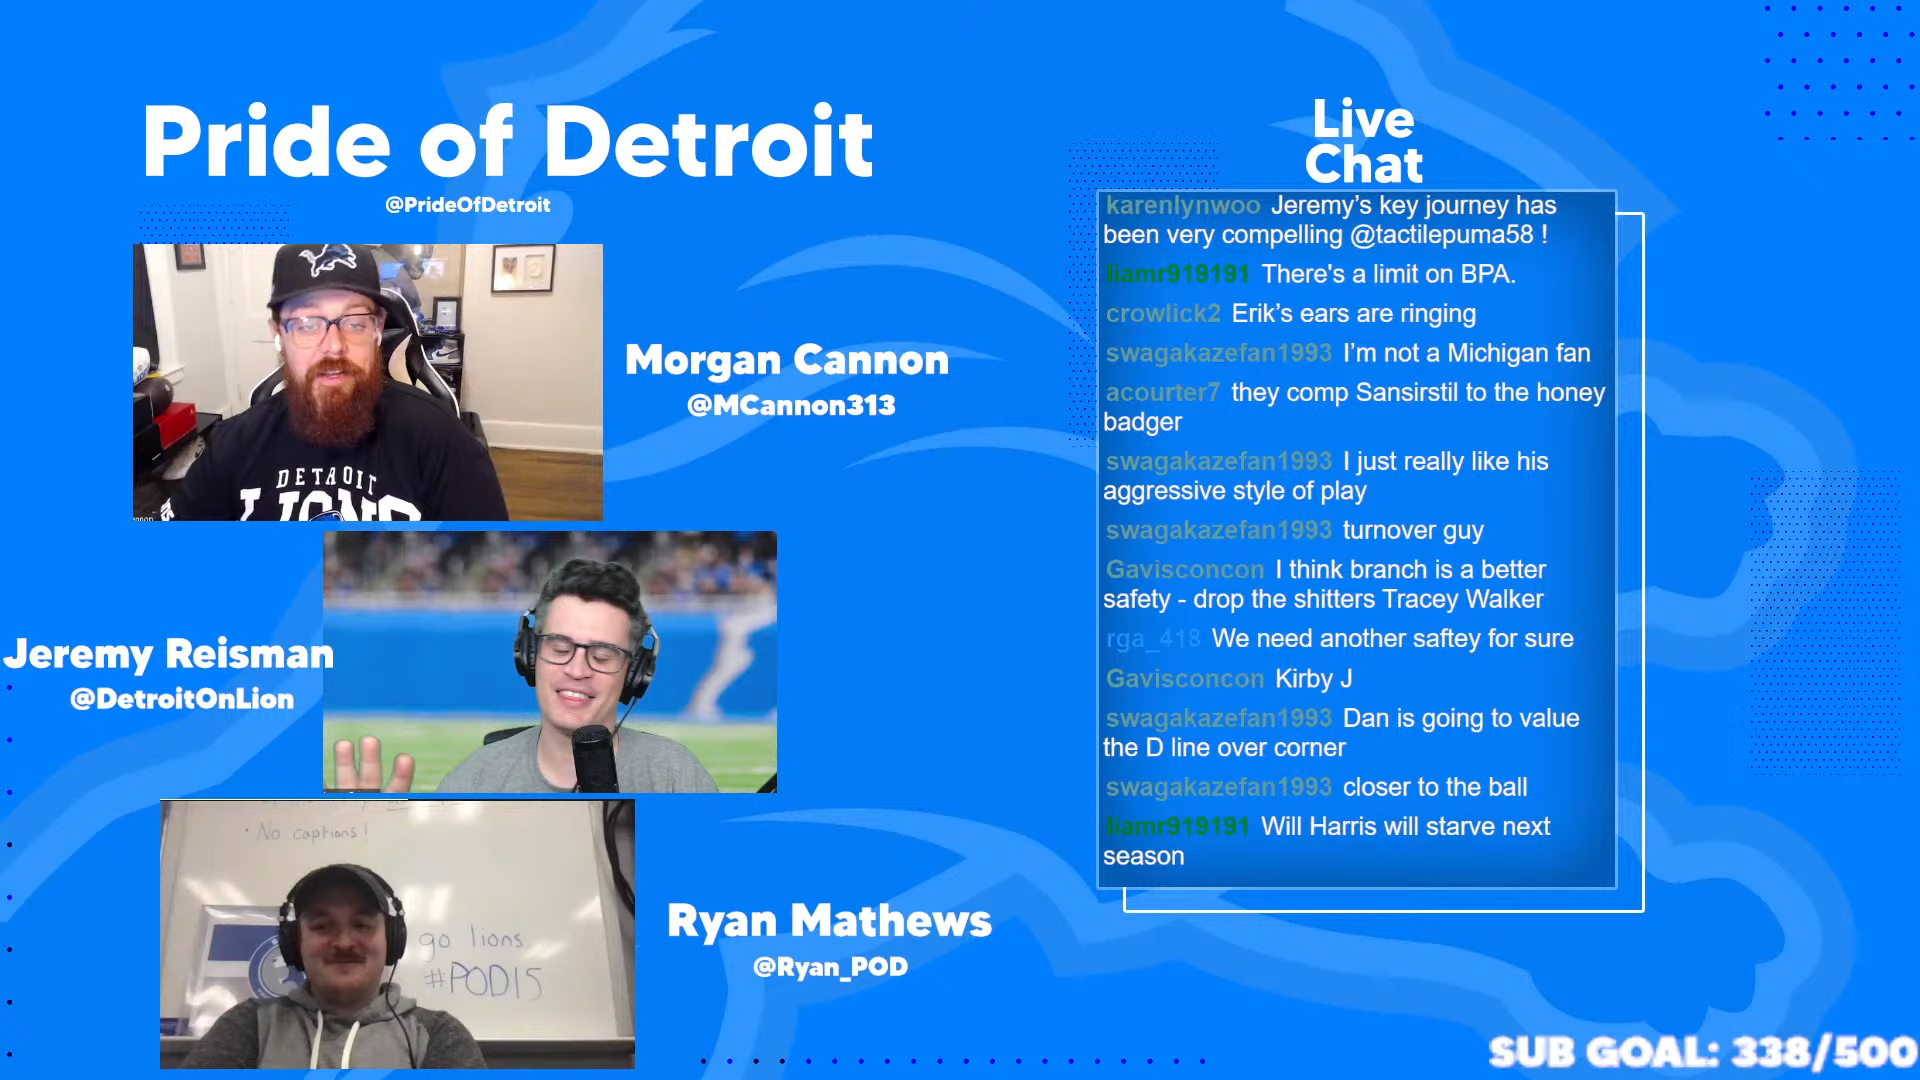 Pride of Detroit
@PrideOfDetroit
Live
Chat
karenlynwoo Jeremy’s key journey has
been very compelling @tactilepuma58 !
liamr919191 There's a limit on BPA.
crowlick2 Erik’s ears are ringing
swagakazefan1993 I’m not a Michigan fan
acourter7 they comp Sansirstil to the honey
badger
swagakazefan1993 I just really like his
aggressive style of play
swagakazefan1993 turnover guy
Gavisconcon I think branch is a better
safety - drop the shitters Tracey Walker
rga_418 We need another saftey for sure
Gavisconcon Kirby J
swagakazefan1993 Dan is going to value
the D line over corner
swagakazefan1993 closer to the ball
liamr919191 Will Harris will starve next
season
DETROIT
LIONS
Morgan Cannon
@MCannon313
Jeremy Reisman
@DetroitOnLion
• No captions!
go lions
#POD15
Ryan Mathews
@Ryan_POD
SUB GOAL: 338/500